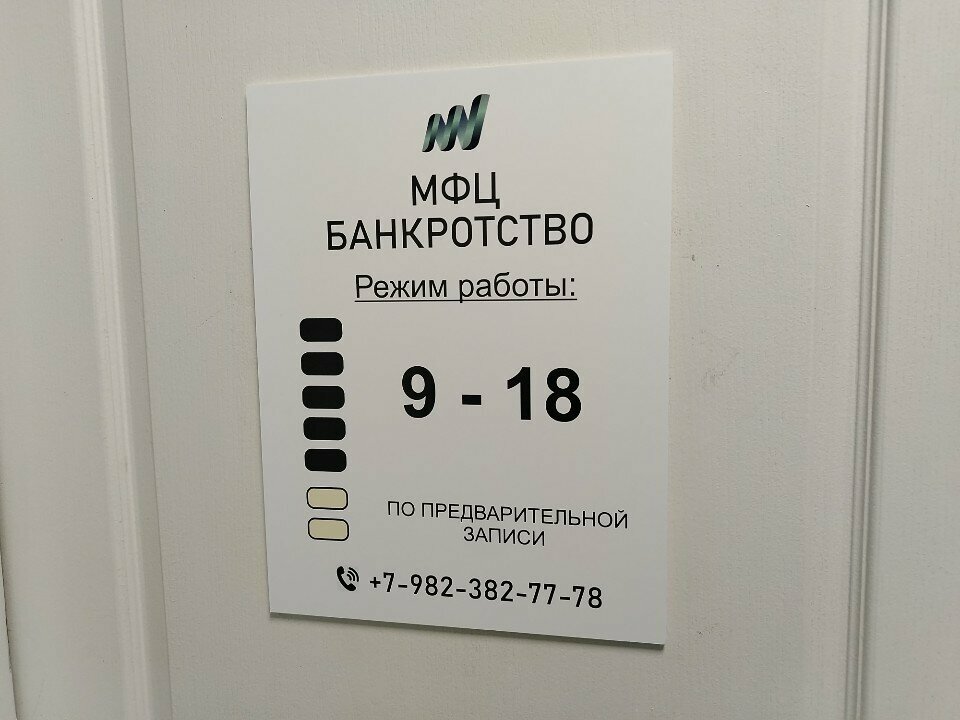 МФЦ
БАНКРОТСТВО
Режим работы:
9 - 18
ПО ПРЕДВАРИТЕЛЬНОЙ
ЗАПИСИ
+7-982-382-77-78